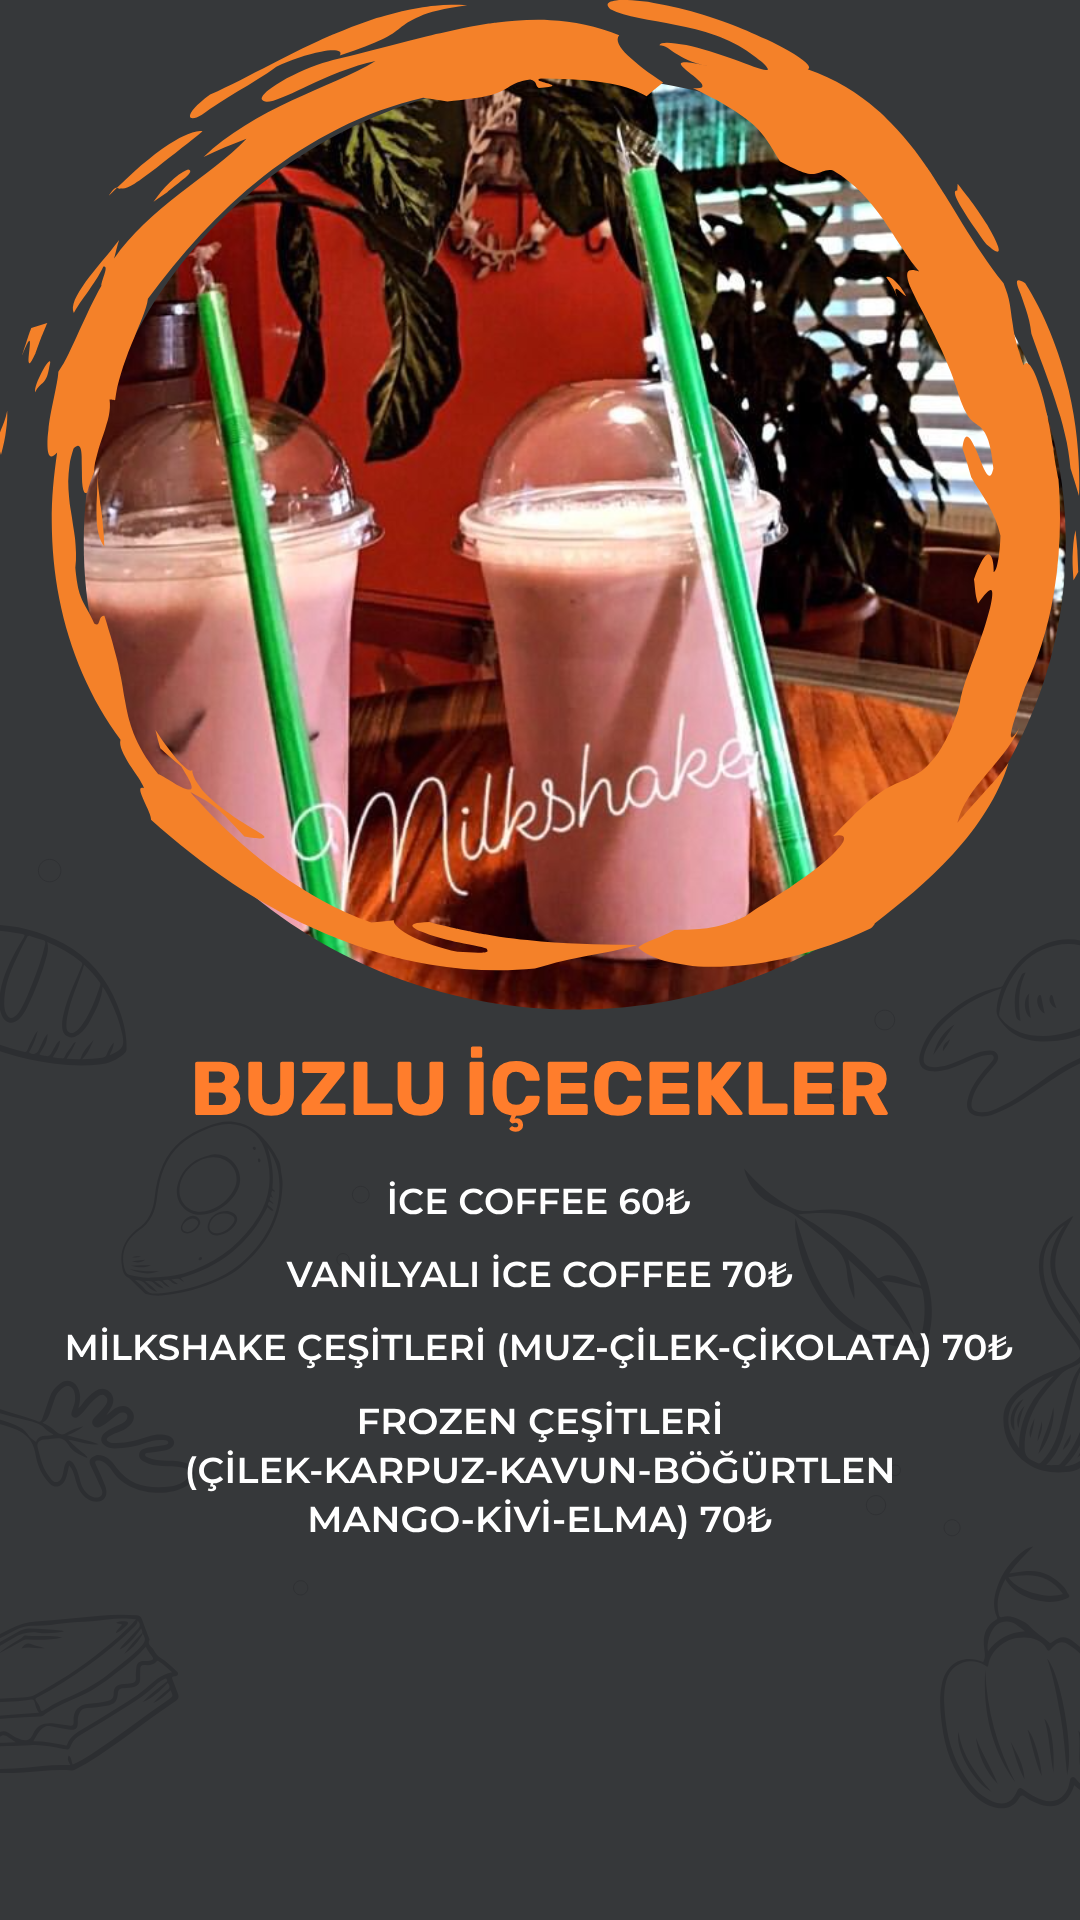 Milkshake
BUZLU İÇECEKLER
İCE COFFEE 60₺
VANİLYALI İCE COFFEE 70₺
MİLKSHAKE ÇEŞİTLERİ (MUZ-ÇİLEK-ÇİKOLATA) 70₺
FROZEN ÇEŞİTLERİ
(ÇİLEK-KARPUZ-KAVUN-BÖĞÜRTLEN
MANGO-KİVİ-ELMA) 70₺